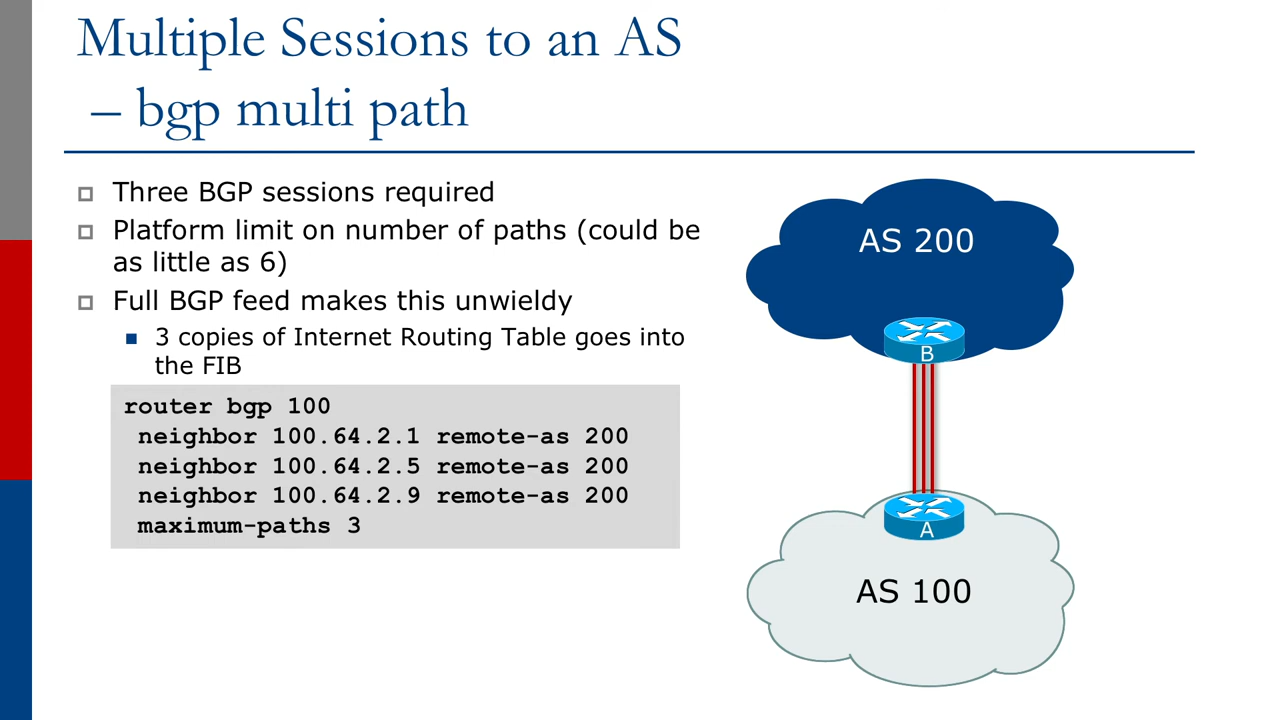 Multiple Sessions to an AS
– bgp multi path
Three BGP sessions required
Platform limit on number of paths (could be
as little as 6)
Full BGP feed makes this unwieldy
3 copies of Internet Routing Table goes into
the FIB
router bgp 100
neighbor 100.64.2.1 remote-as 200
neighbor 100.64.2.5 remote-as 200
neighbor 100.64.2.9 remote-as 200
maximum-paths 3
AS 200
B
A
AS 100